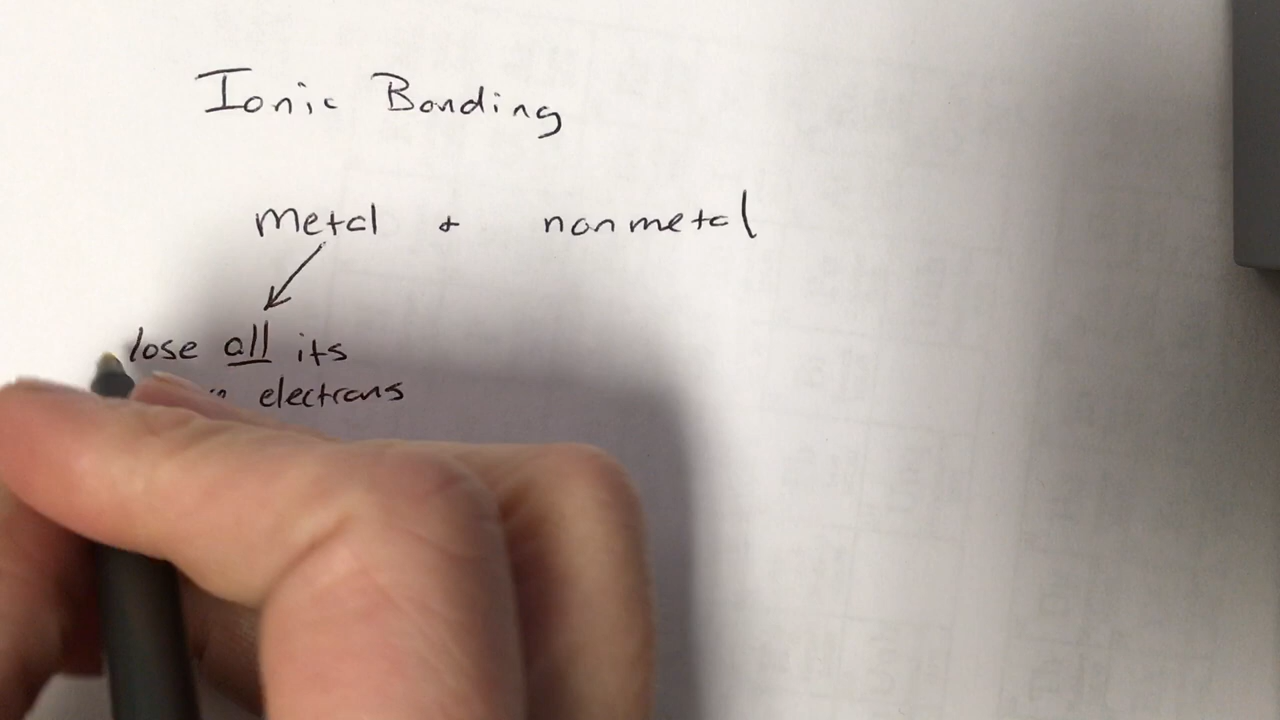 Ionic Bonding
Metal + nonmetal
lose all its
electrons